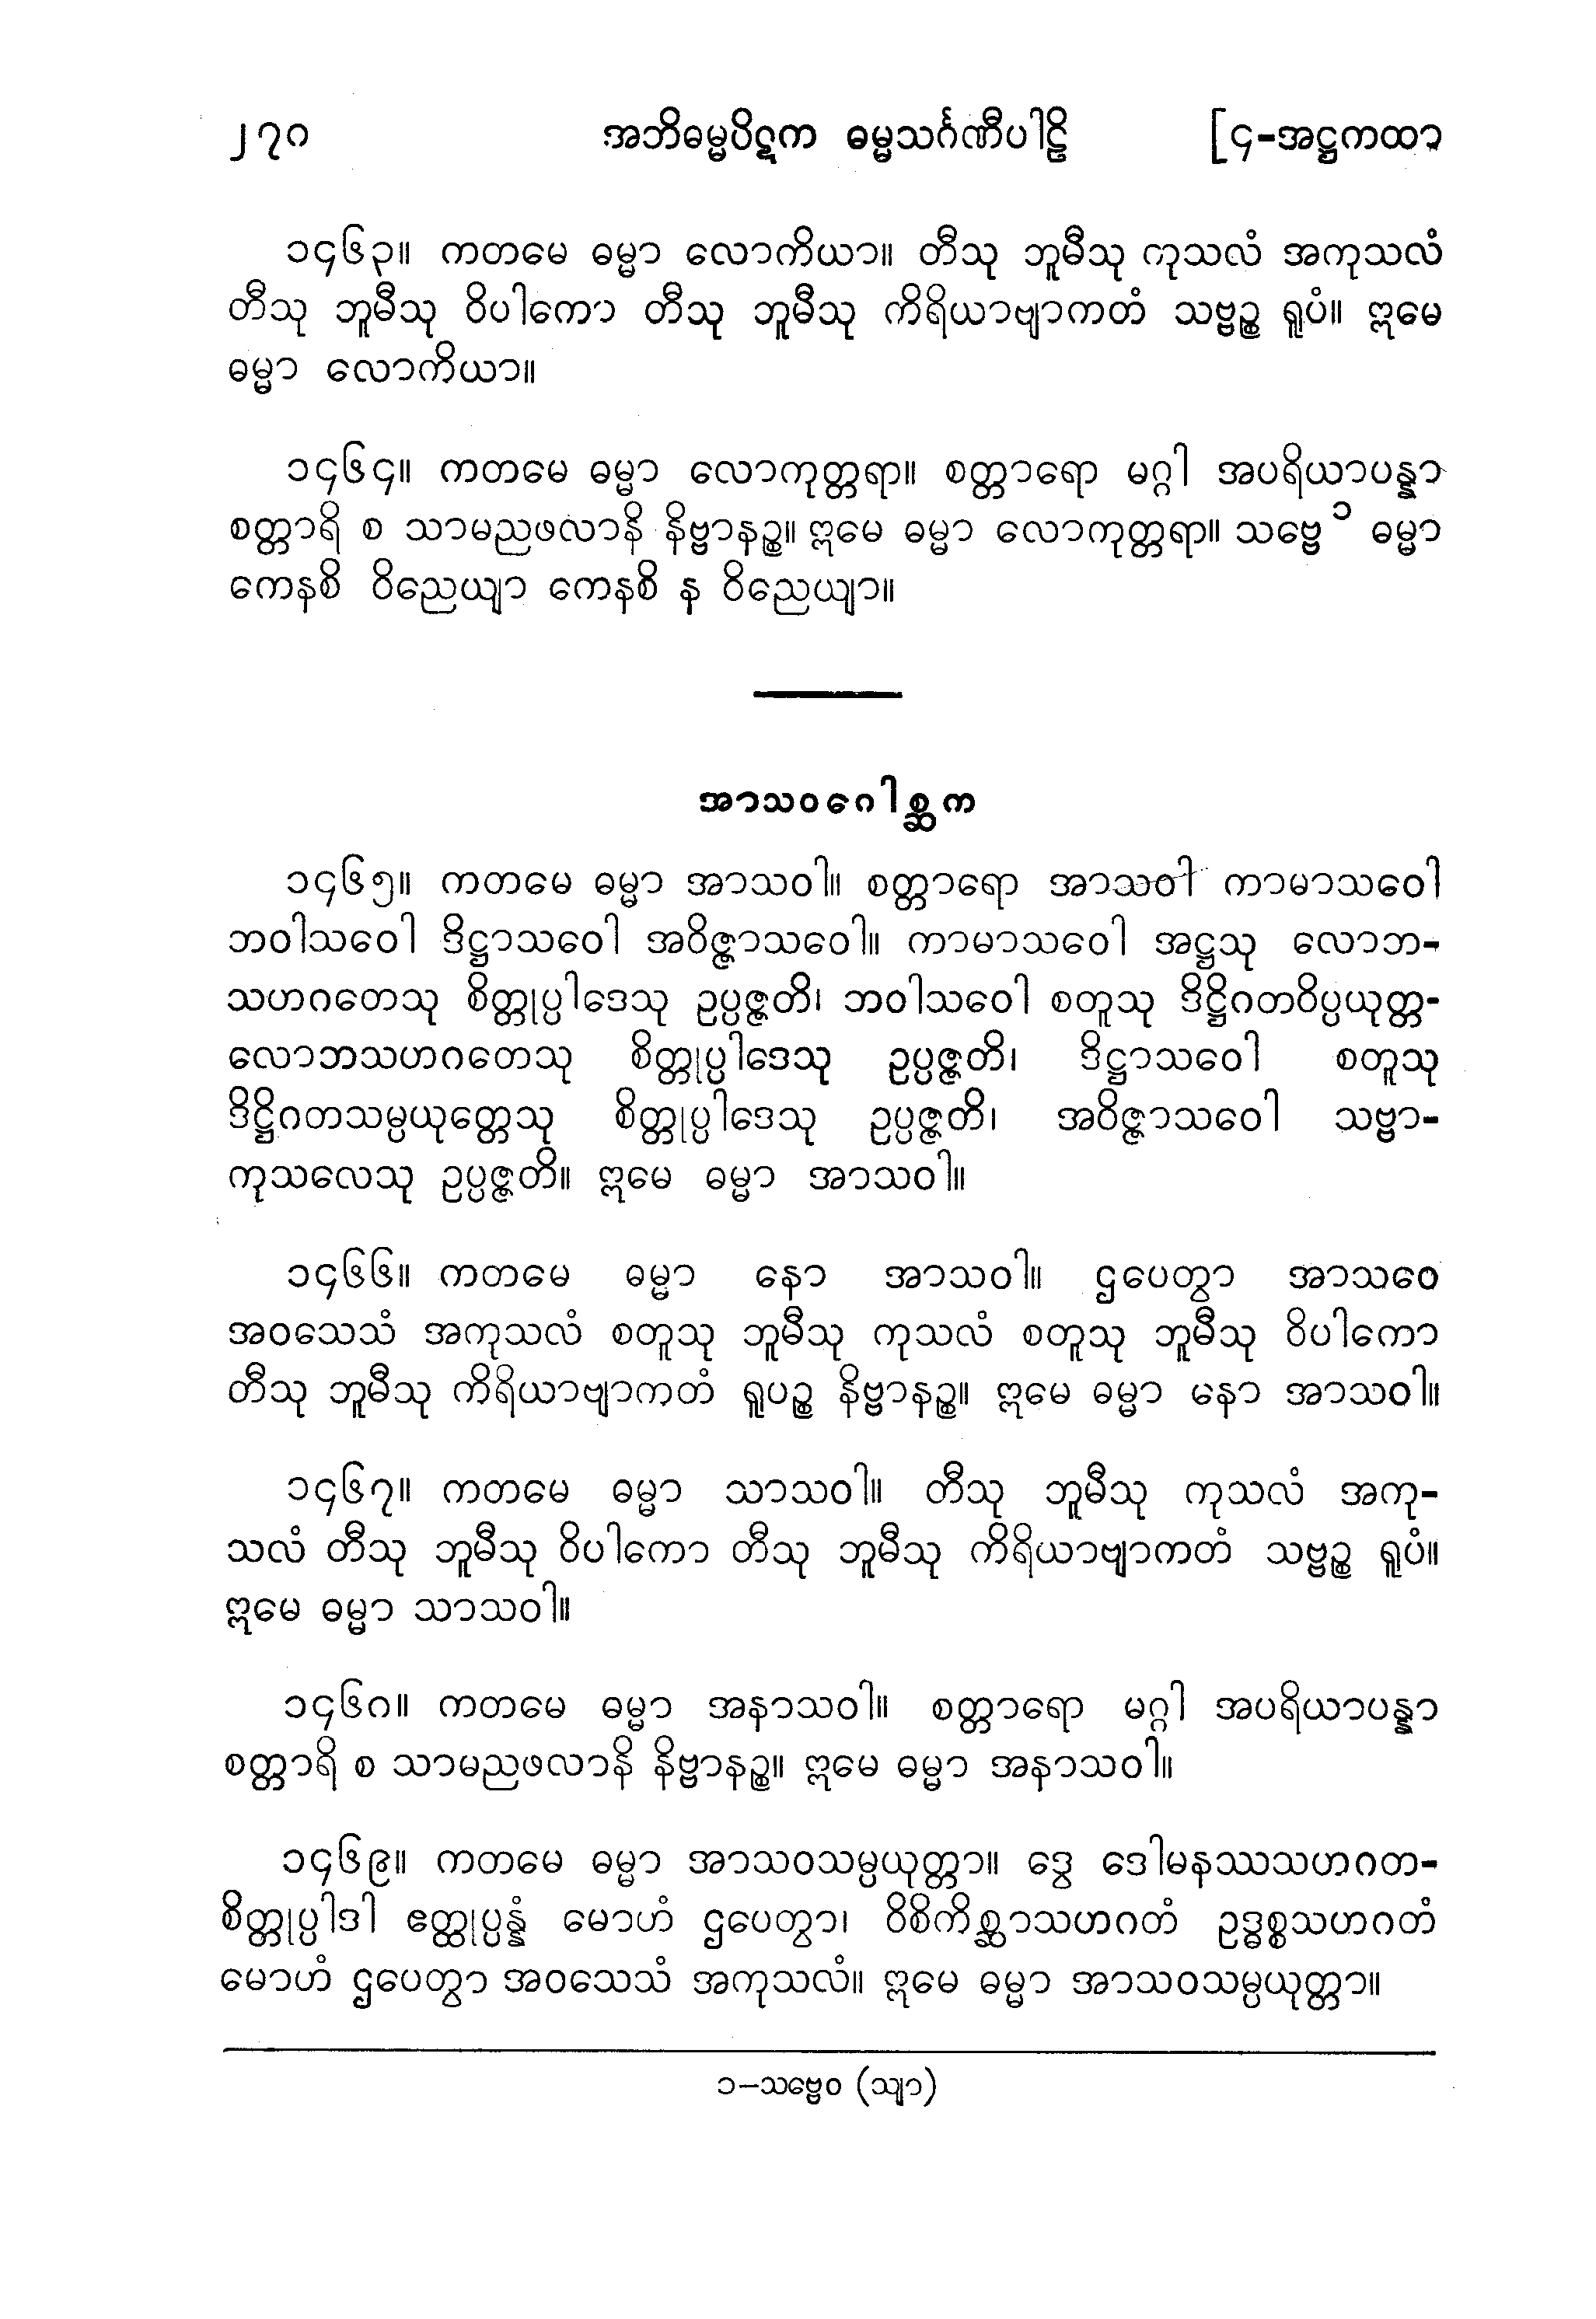 ၂၇၀ အဘိဓမ္မပိဋက ဓမ္မသင်္ဂဏီပါဠိ [၄-အဋ္ဌကထာ
၁၄၆၃။ ကတမေ ဓမ္မာ လောကိယာ။ တီသု ဘူမီသု ကုသလံ အကုသလံ
တီသု ဘူမီသု ဝိပါကော တီသု ဘူမီသု ကိရိယာဗျာကတံ သဗ္ဗဉ္စ ရူပံ။ ဣမေ
ဓမ္မာ လောကိယာ။
၁၄၆၄။ ကတမေ ဓမ္မာ လောကုတ္တရာ။ စတ္တာရော မဂ္ဂါ အပရိယာပန္နာ
စတ္တာရိ စ သာမညဖလာနိ နိဗ္ဗာနဉ္စ။ ဣမေ ဓမ္မာ လောကုတ္တရာ။ သဗ္ဗေ ၁ ဓမ္မာ
ကေနစိ ဝိညေယျာ ကေနစိ န ဝိညေယျာ။
အာသဝဂေါစ္ဆက
၁၄၆၅။ ကတမေ ဓမ္မာ အာသဝါ။ စတ္တာရော အာသဝါ ကာမာသဝေါ
ဘဝါသဝေါ ဒိဋ္ဌာသဝေါ အဝိဇ္ဇာသဝေါ။ ကာမာသဝေါ အဋ္ဌသု လောဘ-
သဟဂတေသု စိတ္တုပ္ပါဒေသု ဥပ္ပဇ္ဇတိ၊ ဘဝါသဝေါ စတူသု ဒိဋ္ဌိဂတဝိပ္ပယုတ္တ-
လောဘသဟဂတေသု စိတ္တုပ္ပါဒေသု ဥပ္ပဇ္ဇတိ၊ ဒိဋ္ဌာသဝေါ စတူသု
ဒိဋ္ဌိဂတသမ္ပယုတ္တေသု စိတ္တုပ္ပါဒေသု ဥပ္ပဇ္ဇတိ၊ အဝိဇ္ဇာသဝေါ သဗ္ဗာ-
ကုသလေသု ဥပ္ပဇ္ဇတိ။ ဣမေ ဓမ္မာ အာသဝါ။
၁၄၆၆။ ကတမေ ဓမ္မာ နော အာသဝါ။ ဌပေတွာ အာသဝေ
အဝသေသံ အကုသလံ စတူသု ဘူမီသု ကုသလံ စတူသု ဘူမီသု ဝိပါကော
တီသု ဘူမီသု ကိရိယာဗျာကတံ ရူပဉ္စ နိဗ္ဗာနဉ္စ။ ဣမေ ဓမ္မာ နော အာသဝါ။
၁၄၆၇။ ကတမေ ဓမ္မာ သာသဝါ။ တီသု ဘူမီသု ကုသလံ အကု-
သလံ တီသု ဘူမီသု ဝိပါကော တီသု ဘူမီသု ကိရိယာဗျာကတံ သဗ္ဗဉ္စ ရူပံ။
ဣမေ ဓမ္မာ သာသဝါ။
၁၄၆၈။ ကတမေ ဓမ္မာ အနာသဝါ။ စတ္တာရော မဂ္ဂါ အပရိယာပန္နာ
စတ္တာရိ စ သာမညဖလာနိ နိဗ္ဗာနဉ္စ။ ဣမေ ဓမ္မာ အနာသဝါ။
၁၄၆၉။ ကတမေ ဓမ္မာ အာသဝသမ္ပယုတ္တာ။ ဒွေ ဒေါမနဿသဟဂတ-
စိတ္တုပ္ပါဒါ ဧတ္ထုပ္ပန္နံ မောဟံ ဌပေတွာ၊ ဝိစိကိစ္ဆာသဟဂတံ ဥဒ္ဓစ္စသဟဂတံ
မောဟံ ဌပေတွာ အဝသေသံ အကုသလံ။ ဣမေ ဓမ္မာ အာသဝသမ္ပယုတ္တာ။
၁-သဗ္ဗေဝ (သျာ)